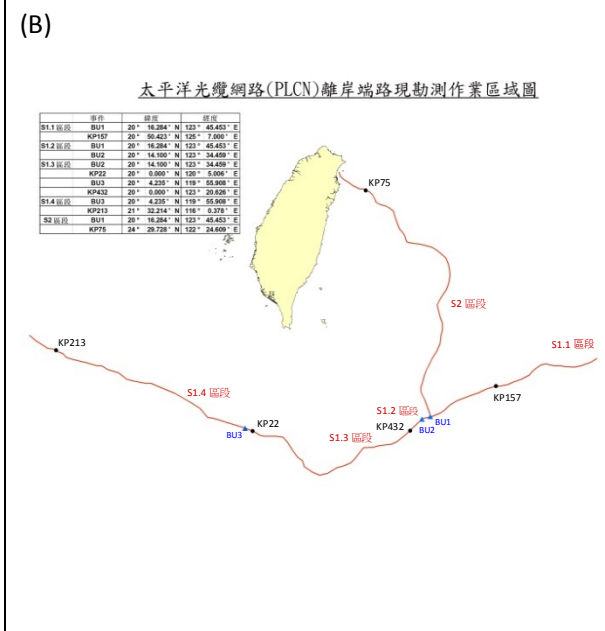 (B)
太平洋光纜網路(PLCN)離岸端路現勘測作業區域圖
事件 緯度 經度
S1.1 區段 BU1 20° 16.284' N 123° 45.453' E
KP157 20° 50.423' N 125° 7.000' E
S1.2 區段 BU1 20° 16.284' N 123° 45.453' E
BU2 20° 14.100' N 123° 34.459' E
S1.3 區段 BU2 20° 14.100' N 123° 34.459' E
KP22 20° 0.000' N 120° 5.006' E
BU3 20° 4.235' N 119° 55.908' E
KP432 20° 0.000' N 123° 20.626' E
S1.4 區段 BU3 20° 4.235' N 119° 55.908' E
KP213 21° 32.214' N 116° 0.378' E
S2 區段 BU1 20° 16.284' N 123° 45.453' E
KP75 24° 29.728' N 122° 24.609' E
KP75
S2 區段
KP213
S1.1 區段
S1.4 區段
KP157
S1.2 區段
BU1
KP22
KP432
BU2
BU3
S1.3 區段